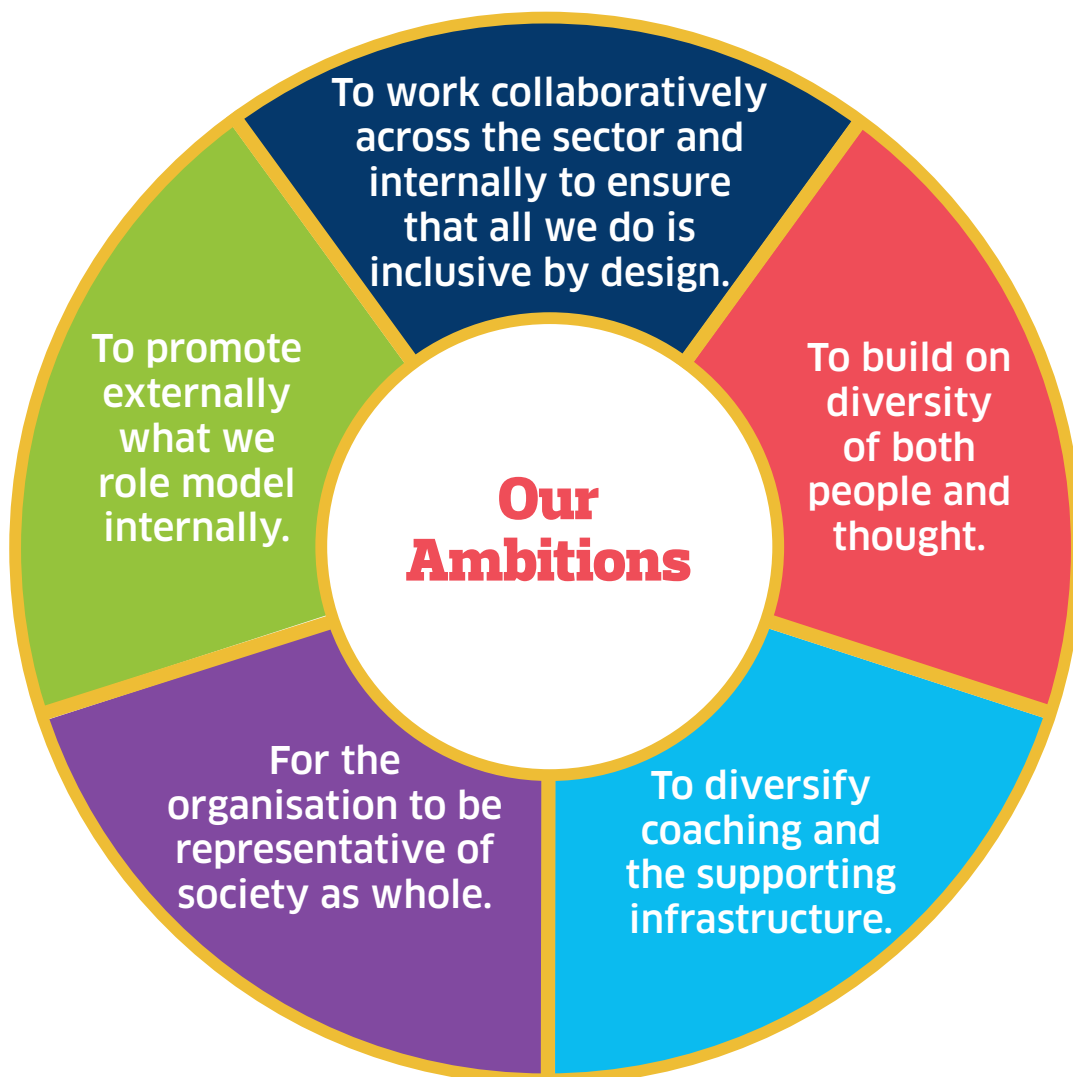 Our
Ambitions
To work collaboratively
across the sector and
internally to ensure
that all we do is
inclusive by design.
To build on
diversity
of both
people and
thought.
To diversify
coaching and
the supporting
infrastructure.
For the
organisation to be
representative of
society as whole.
To promote
externally
what we
role model
internally.